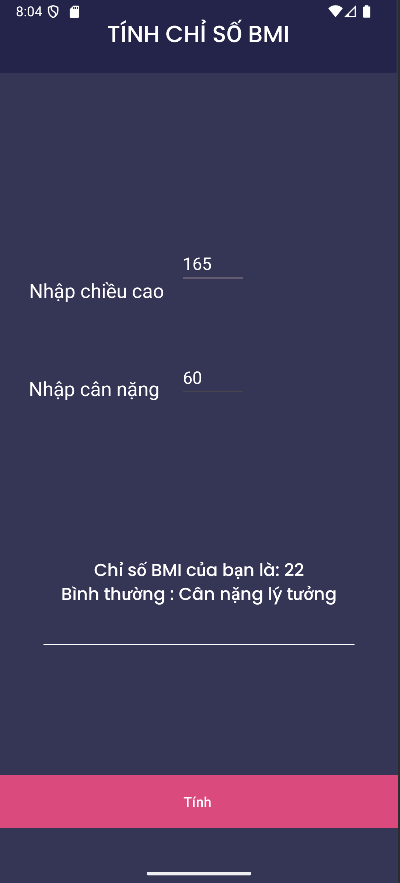 8:04
TÍNH CHỈ SỐ BMI
165
Nhập chiều cao
60
Nhập cân nặng
Chỉ số BMI của bạn là: 22
Bình thường : Cân nặng lý tưởng
Tính